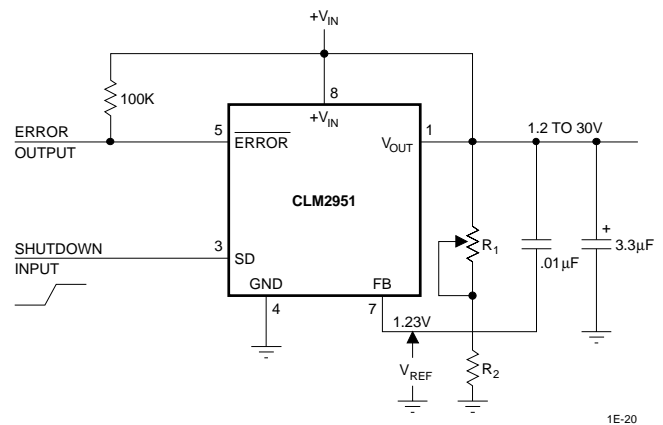 +VIN
100K
8
+VIN
ERROR
OUTPUT
5
ERROR
VOUT
1
1.2 TO 30V
CLM2951
SHUTDOWN
INPUT
3
SD
GND
FB
4
7
1.23V
VREF
R1
R2
.01µF
+
3.3µF
1E-20